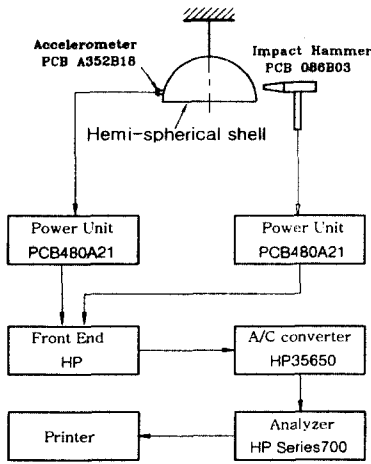 Accelerometer
PCB A352B18
Impact Hammer
PCB 086B03
Hemi-spherical shell
Power Unit
PCB480A21
Power Unit
PCB480A21
Front End
HP
A/C converter
HP35650
Printer
Analyzer
HP Series700